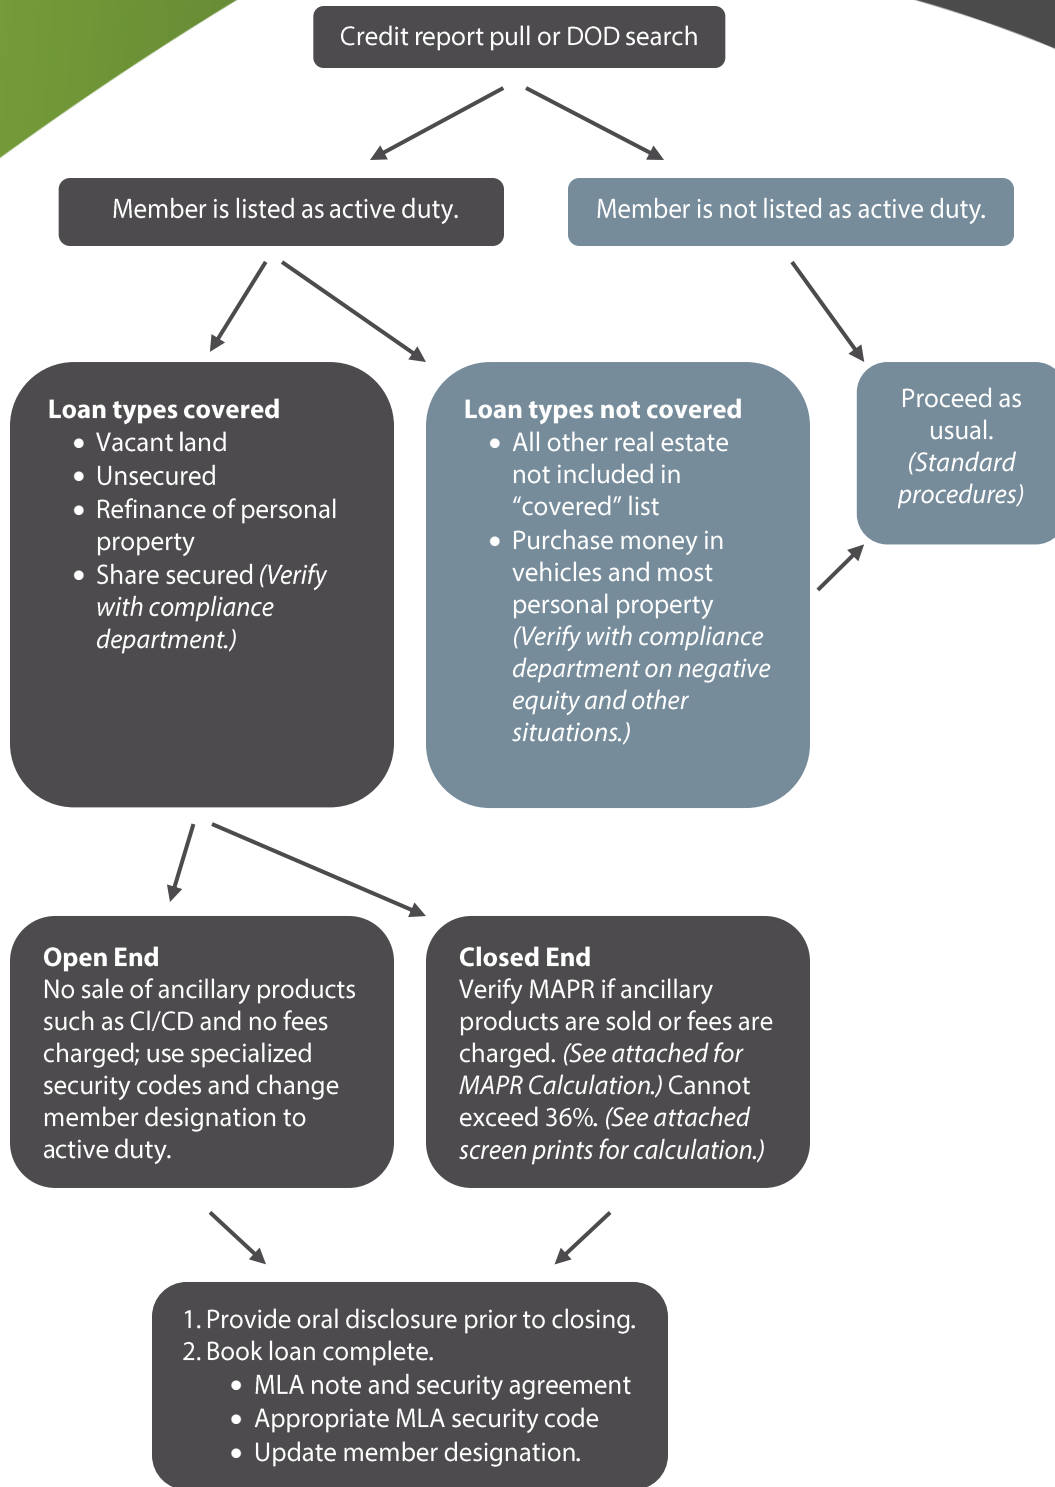 Credit report pull or DOD search
Member is listed as active duty.
Member is not listed as active duty.
Loan types covered
• Vacant land
• Unsecured
• Refinance of personal
property
• Share secured (Verify
with compliance
department.)
Loan types not covered
• All other real estate
not included in
“covered” list
• Purchase money in
vehicles and most
personal property
(Verify with compliance
department on negative
equity and other
situations.)
Proceed as
usual.
(Standard
procedures)
Open End
No sale of ancillary products
such as Cl/CD and no fees
charged; use specialized
security codes and change
member designation to
active duty.
Closed End
Verify MAPR if ancillary
products are sold or fees are
charged. (See attached for
MAPR Calculation.) Cannot
exceed 36%. (See attached
screen prints for calculation.)
1. Provide oral disclosure prior to closing.
2. Book loan complete.
• MLA note and security agreement
• Appropriate MLA security code
• Update member designation.